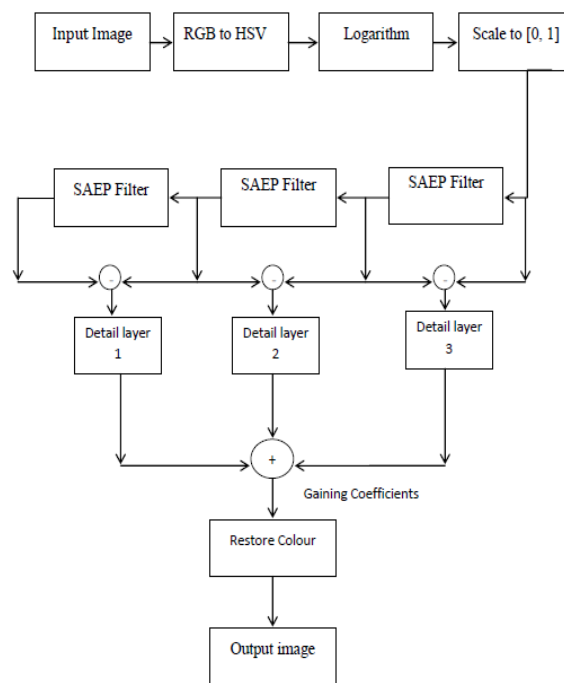 Input Image
RGB to HSV
Logarithm
Scale to [0, 1]
SAEP Filter
SAEP Filter
SAEP Filter
-
-
-
Detail layer
1
Detail layer
2
Detail layer
3
+
Gaining Coefficients
Restore Colour
Output image